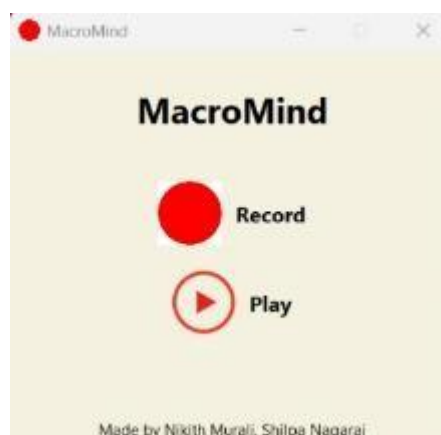 MacroMind
MacroMind
Record
Play
Made by Nikith Murali, Shilpa Nagaraj